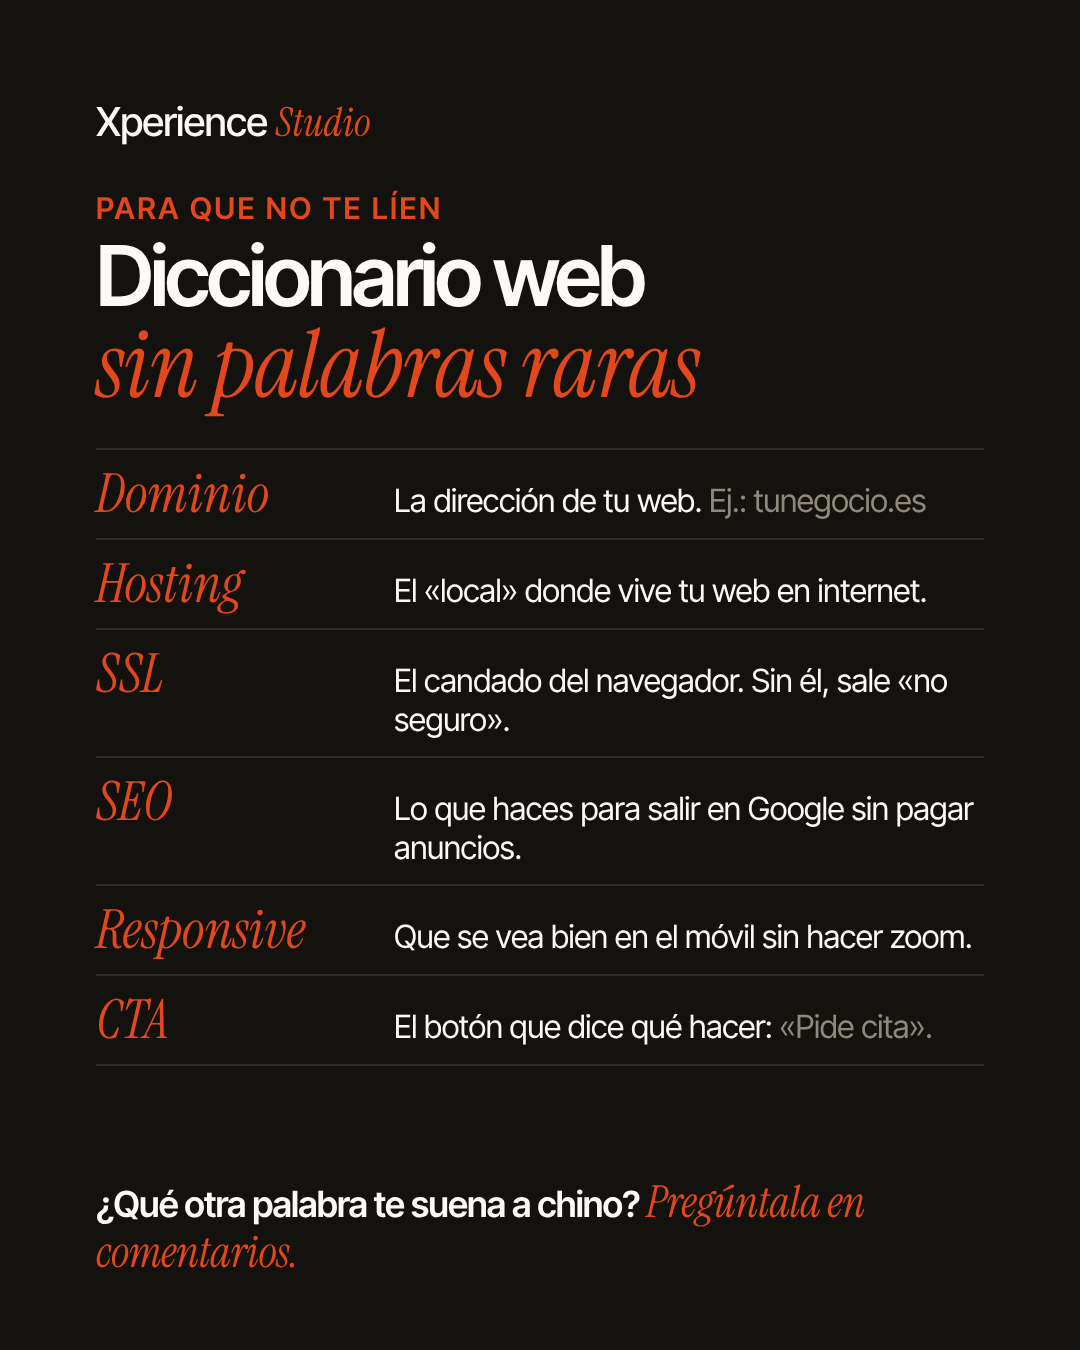 Xperience Studio
PARA QUE NO TE LÍEN
Diccionario web
sin palabras raras
Dominio La dirección de tu web. Ej.: tunegocio.es
Hosting El «local» donde vive tu web en internet.
SSL El candado del navegador. Sin él, sale «no
seguro».
SEO Lo que haces para salir en Google sin pagar
anuncios.
Responsive Que se vea bien en el móvil sin hacer zoom.
CTA El botón que dice qué hacer: «Pide cita».
¿Qué otra palabra te suena a chino? Pregúntala en
comentarios.